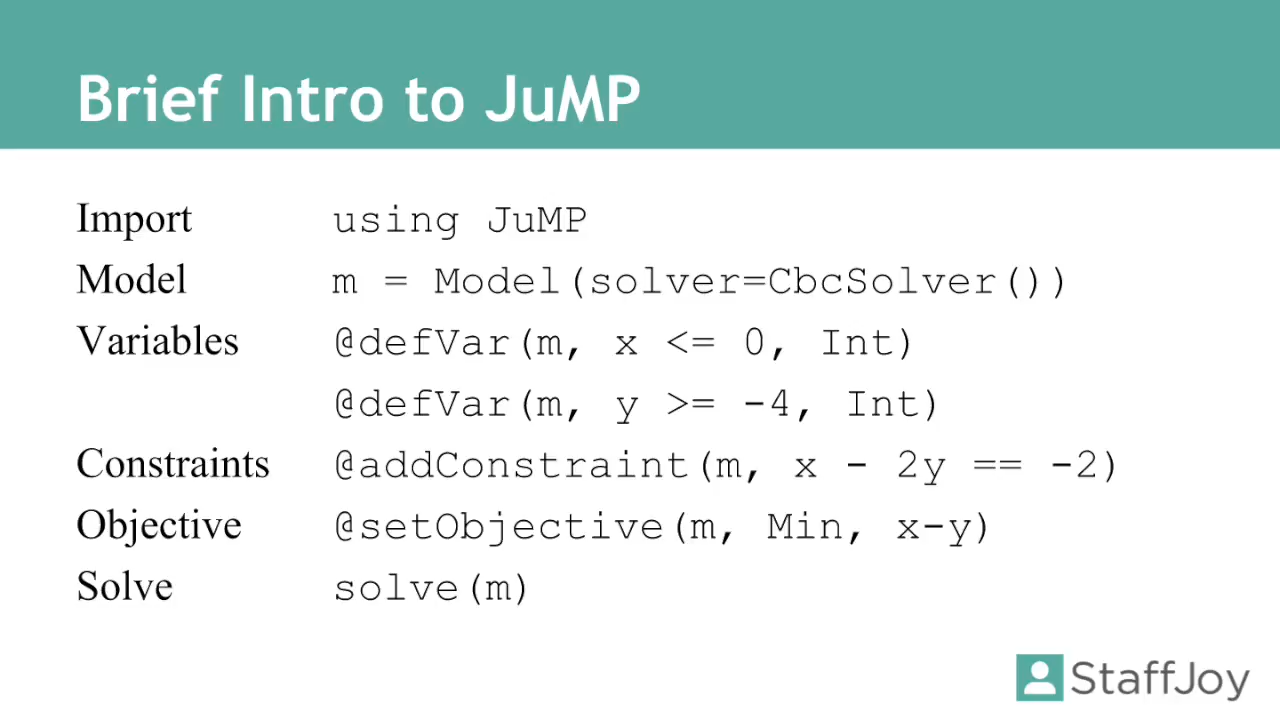 Brief Intro to JuMP
Import using JuMP
Model m = Model(solver=CbcSolver())
Variables @defVar(m, x <= 0, Int)
@defVar(m, y >= -4, Int)
Constraints @addConstraint(m, x - 2y == -2)
Objective @setObjective(m, Min, x-y)
Solve solve(m)
StaffJoy